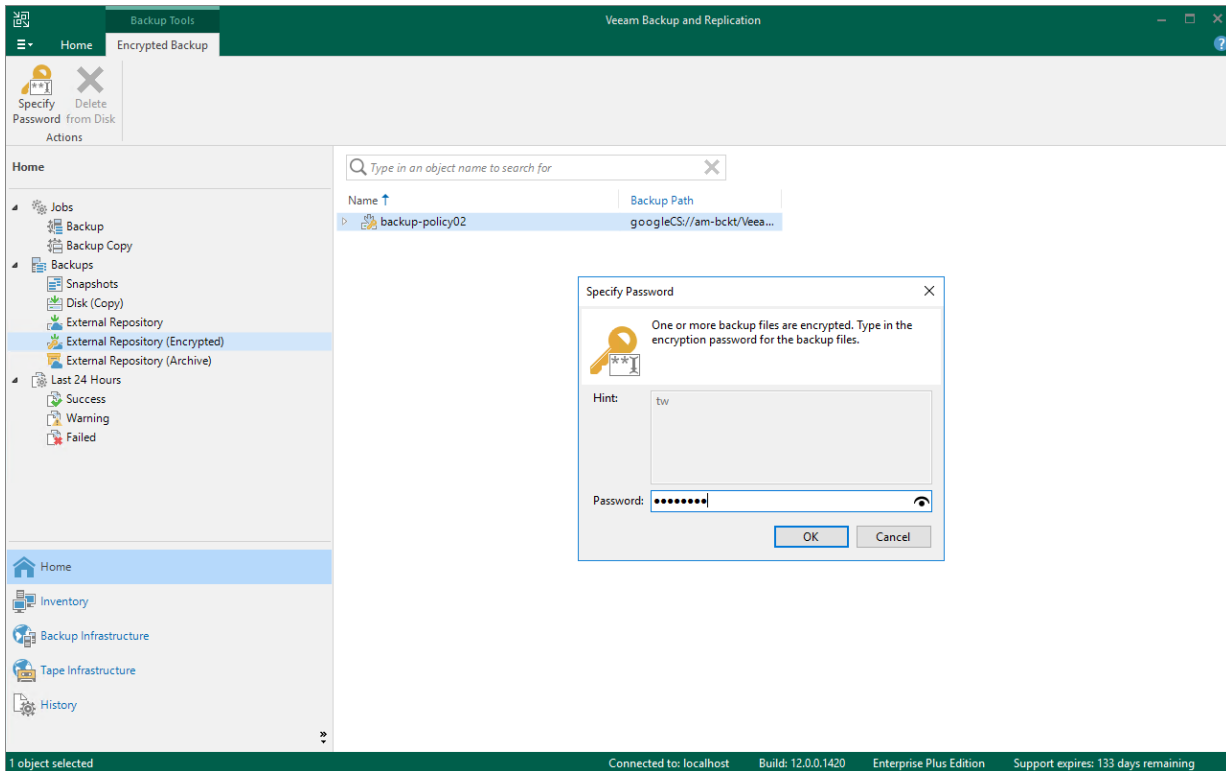 Backup Tools
Veeam Backup and Replication
Home
Encrypted Backup
?
**
Specify Password
Delete from Disk
Actions
Home
Type in an object name to search for
Name
Backup Path
backup-policy02
googleCS://am-bckt/Veea...
Jobs
Backup
Backup Copy
Backups
Snapshots
Disk (Copy)
External Repository
External Repository (Encrypted)
External Repository (Archive)
Last 24 Hours
Success
Warning
Failed
Specify Password
One or more backup files are encrypted. Type in the
encryption password for the backup files.
**
Hint:
tw
Password: ••••••••
OK
Cancel
Home
Inventory
Backup Infrastructure
Tape Infrastructure
History
1 object selected
Connected to: localhost
Build: 12.0.0.1420
Enterprise Plus Edition
Support expires: 133 days remaining